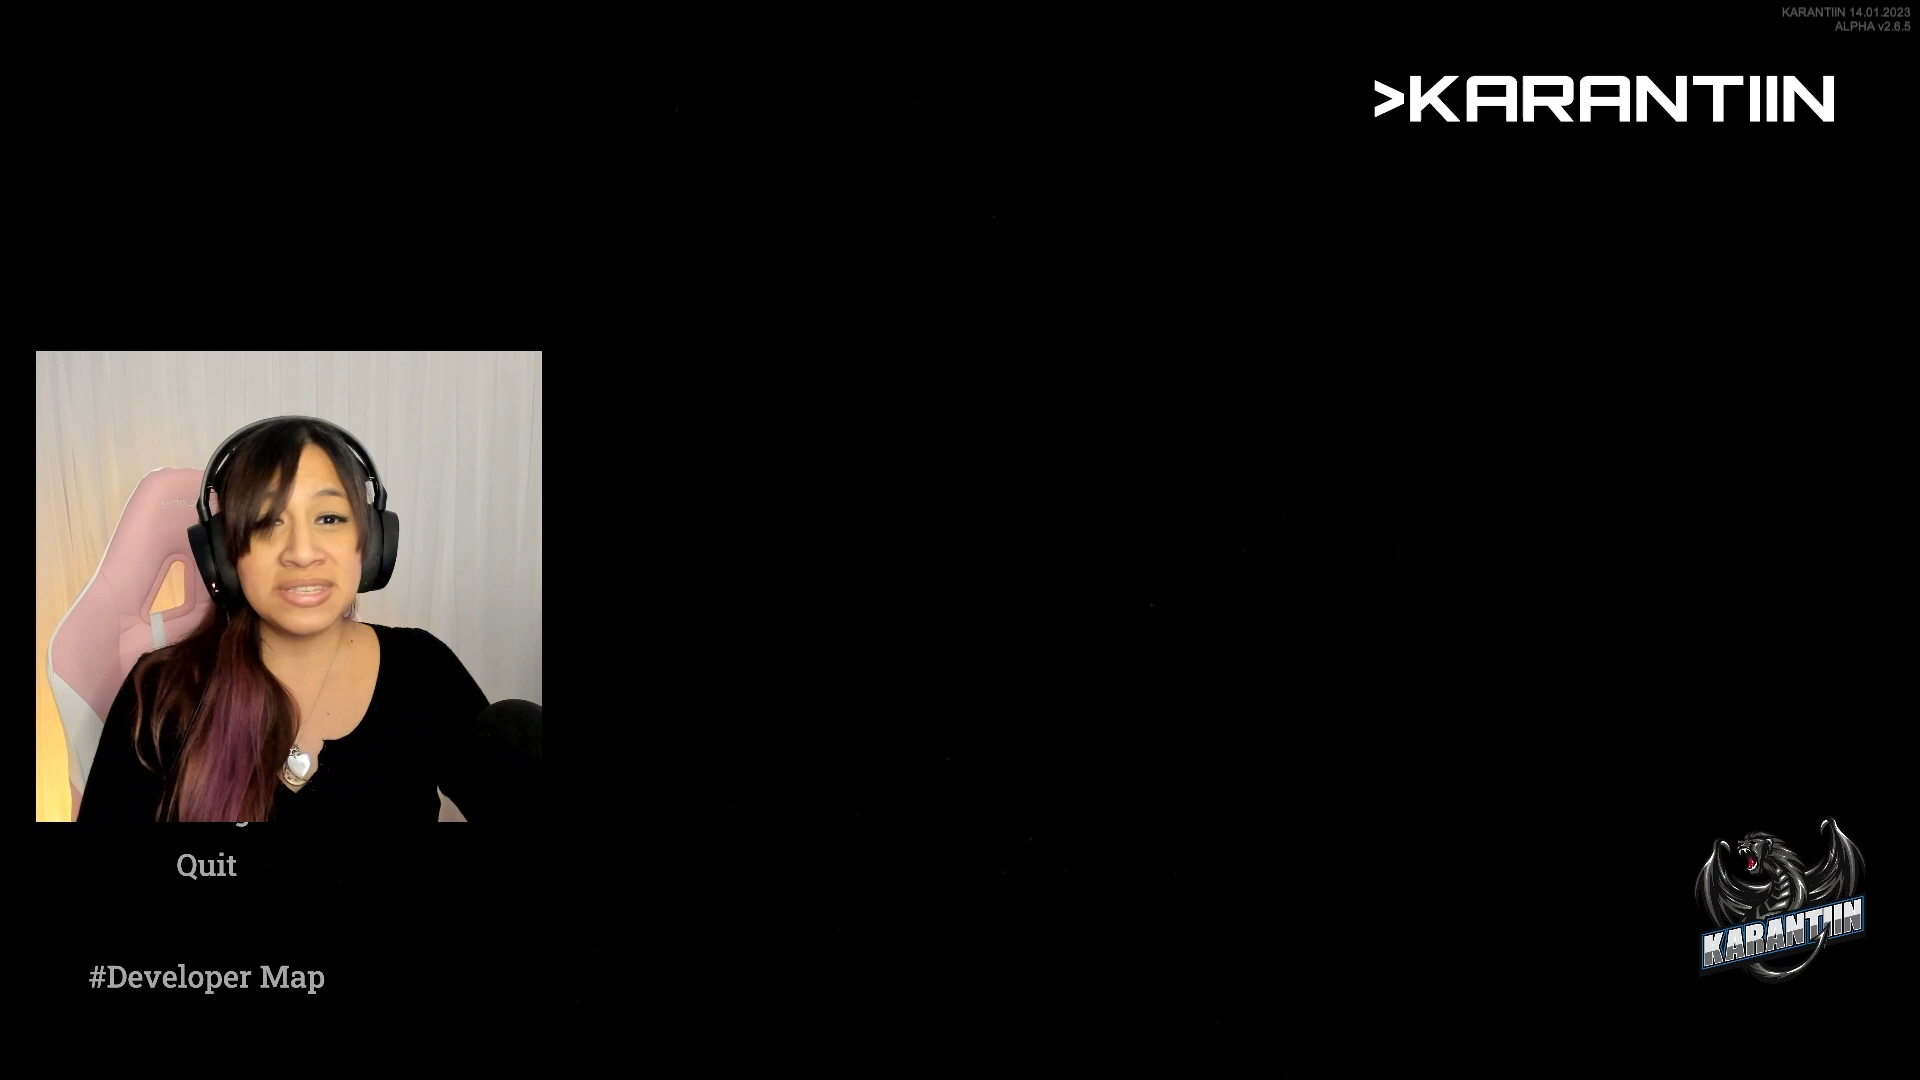 KARANTIIN 14.01.2023
ALPHA v2.6.5
>KARANTIIN
Quit
#Developer Map
KARANTIIN